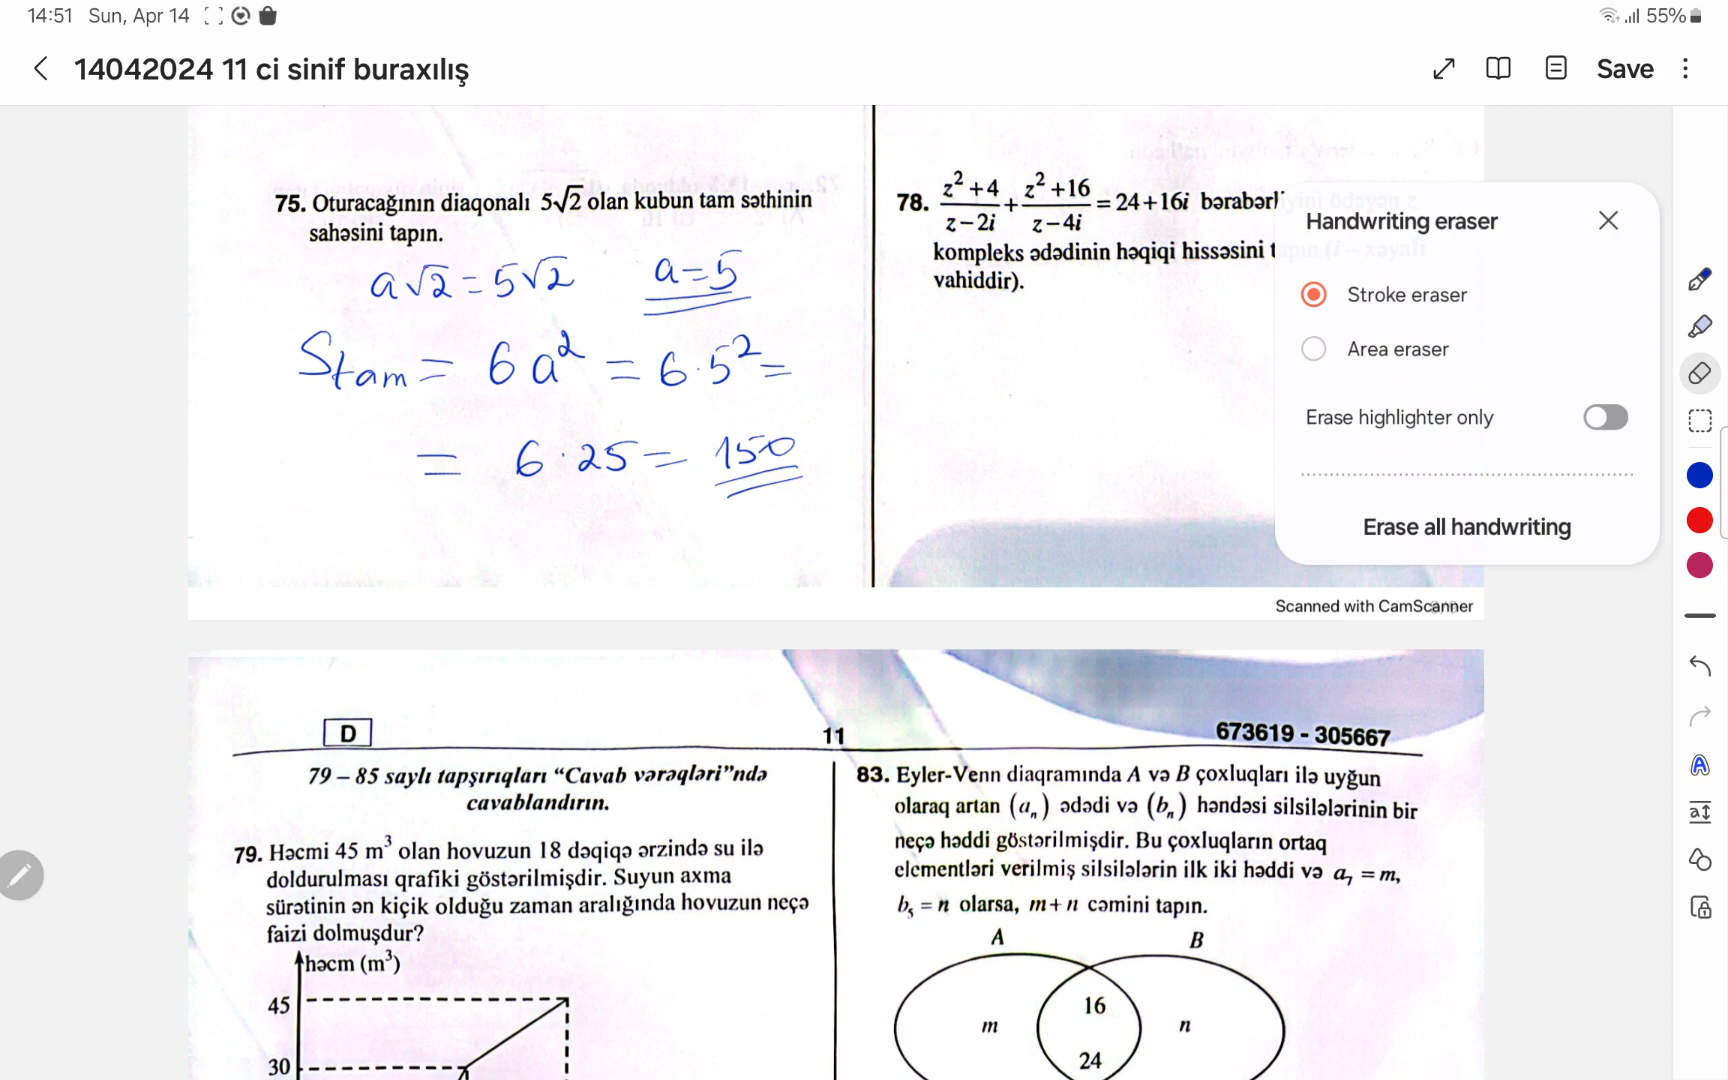 14:51 Sun, Apr 14
55%
14042024 11 ci sinif buraxılış
Save
75. Oturacağının diaqonalı 5√2 olan kubun tam səthinin
sahəsini tapın.
a√2 = 5√2 a = 5
Stam = 6a² = 6·5² =
= 6·25 = 150
78. (z²+4)/(z−2i) + (z²+16)/(z−4i) = 24+16i bərabərl
kompleks ədədinin həqiqi hissəsini t
vahiddir).
Handwriting eraser
Stroke eraser
Area eraser
Erase highlighter only
Erase all handwriting
Scanned with CamScanner
D
11
673619 - 305667
79 – 85 saylı tapşırıqları “Cavab vərəqləri”ndə
cavablandırın.
79. Həcmi 45 m³ olan hovuzun 18 dəqiqə ərzində su ilə
doldurulması qrafiki göstərilmişdir. Suyun axma
sürətinin ən kiçik olduğu zaman aralığında hovuzun neçə
faizi dolmuşdur?
həcm (m³)
45
30
83. Eyler-Venn diaqramında A və B çoxluqları ilə uyğun
olaraq artan (aₙ) ədədi və (bₙ) həndəsi silsilələrinin bir
neçə həddi göstərilmişdir. Bu çoxluqların ortaq
elementləri verilmiş silsilələrin ilk iki həddi və a₇ = m,
b₅ = n olarsa, m+n cəmini tapın.
A B
16
m n
24